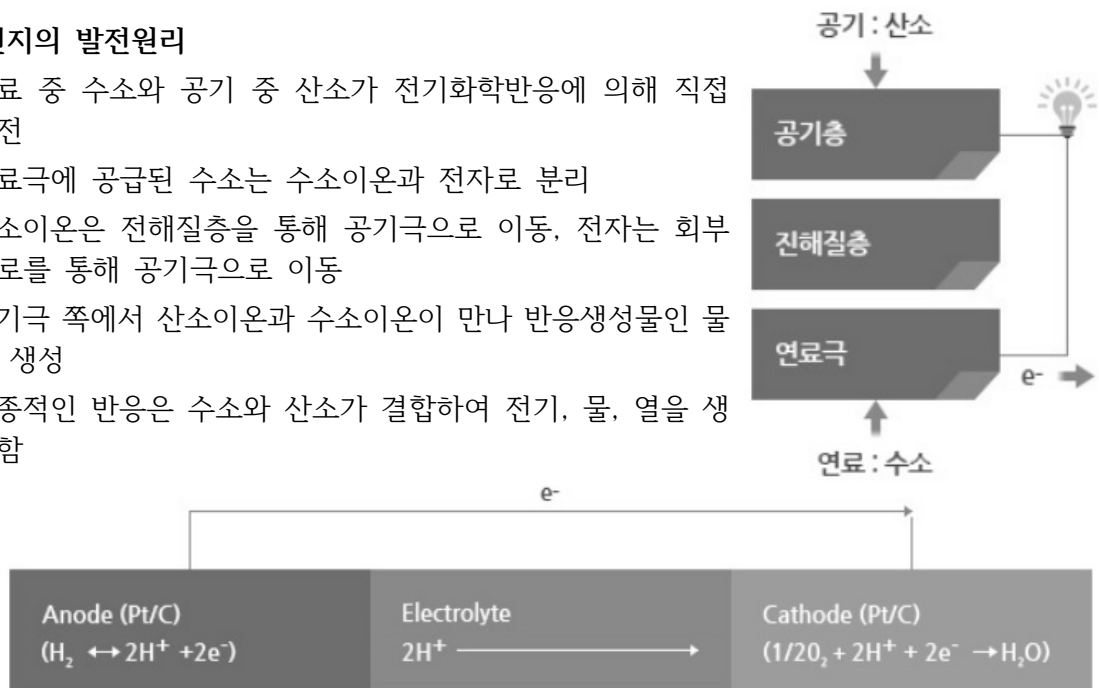 전지의 발전원리
료 중 수소와 공기 중 산소가 전기화학반응에 의해 직접
전
료극에 공급된 수소는 수소이온과 전자로 분리
소이온은 전해질층을 통해 공기극으로 이동, 전자는 회부
로를 통해 공기극으로 이동
기극 쪽에서 산소이온과 수소이온이 만나 반응생성물인 물
생성
종적인 반응은 수소와 산소가 결합하여 전기, 물, 열을 생
함
공기 : 산소
공기층
진해질층
연료극
e-
연료 : 수소
e-
Anode (Pt/C)
(H₂ ↔ 2H⁺ +2e⁻)
Electrolyte
2H⁺
Cathode (Pt/C)
(1/2O₂ + 2H⁺ + 2e⁻ → H₂O)